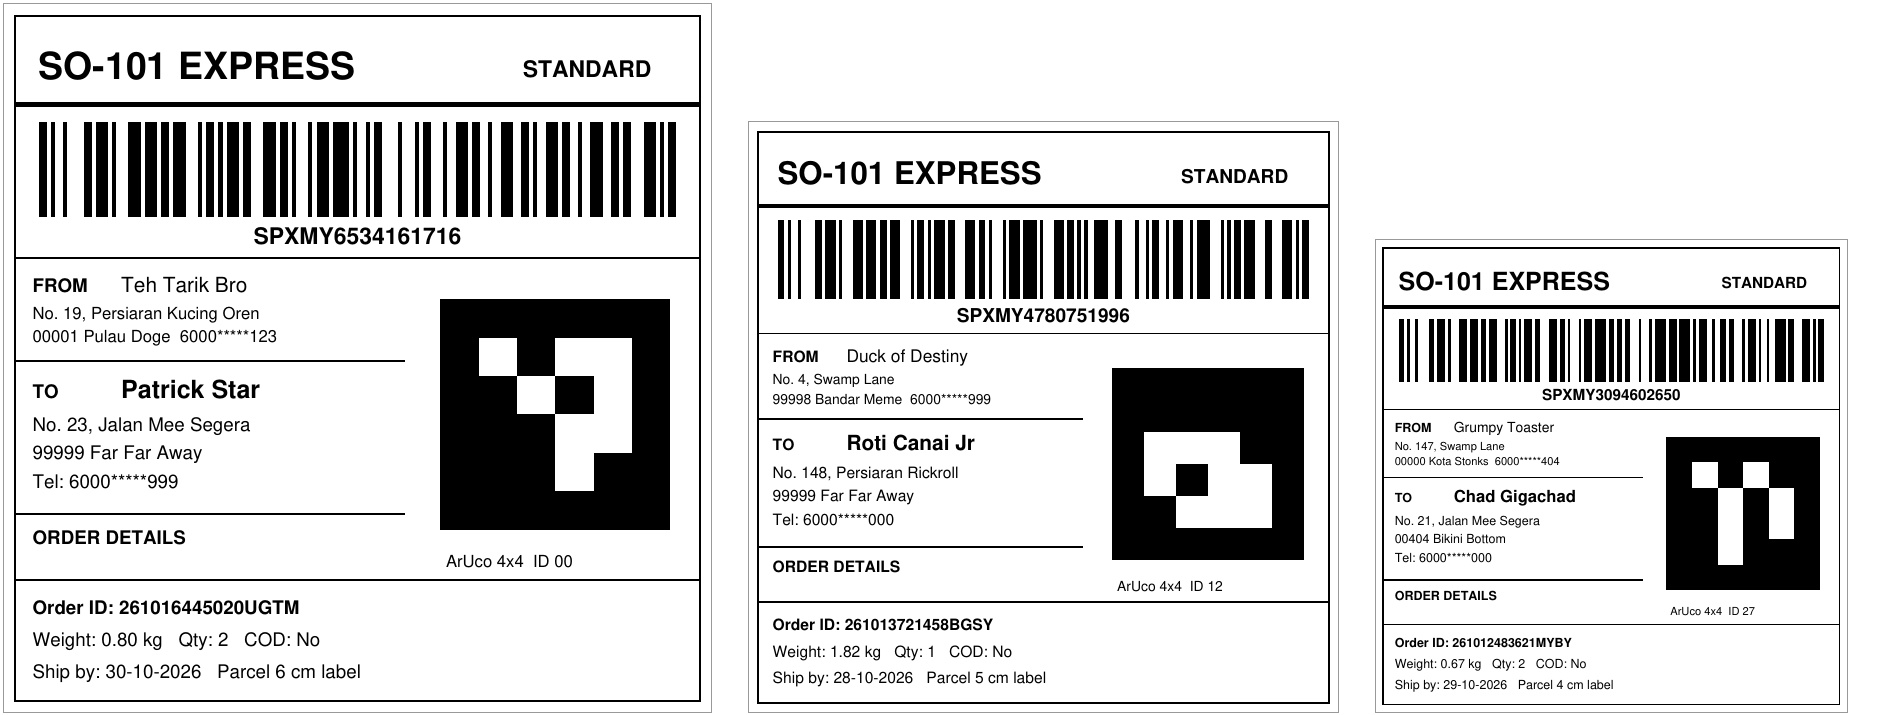 SO-101 EXPRESS STANDARD
SPXMY6534161716
FROM Teh Tarik Bro
No. 19, Persiaran Kucing Oren
00001 Pulau Doge 6000*****123
TO Patrick Star
No. 23, Jalan Mee Segera
99999 Far Far Away
Tel: 6000*****999
ORDER DETAILS
ArUco 4x4 ID 00
Order ID: 261016445020UGTM
Weight: 0.80 kg Qty: 2 COD: No
Ship by: 30-10-2026 Parcel 6 cm label
SO-101 EXPRESS STANDARD
SPXMY4780751996
FROM Duck of Destiny
No. 4, Swamp Lane
99998 Bandar Meme 6000*****999
TO Roti Canai Jr
No. 148, Persiaran Rickroll
99999 Far Far Away
Tel: 6000*****000
ORDER DETAILS
ArUco 4x4 ID 12
Order ID: 261013721458BGSY
Weight: 1.82 kg Qty: 1 COD: No
Ship by: 28-10-2026 Parcel 5 cm label
SO-101 EXPRESS STANDARD
SPXMY3094602650
FROM Grumpy Toaster
No. 147, Swamp Lane
00000 Kota Stonks 6000*****404
TO Chad Gigachad
No. 21, Jalan Mee Segera
00404 Bikini Bottom
Tel: 6000*****000
ORDER DETAILS
ArUco 4x4 ID 27
Order ID: 261012483621MYBY
Weight: 0.67 kg Qty: 2 COD: No
Ship by: 29-10-2026 Parcel 4 cm label